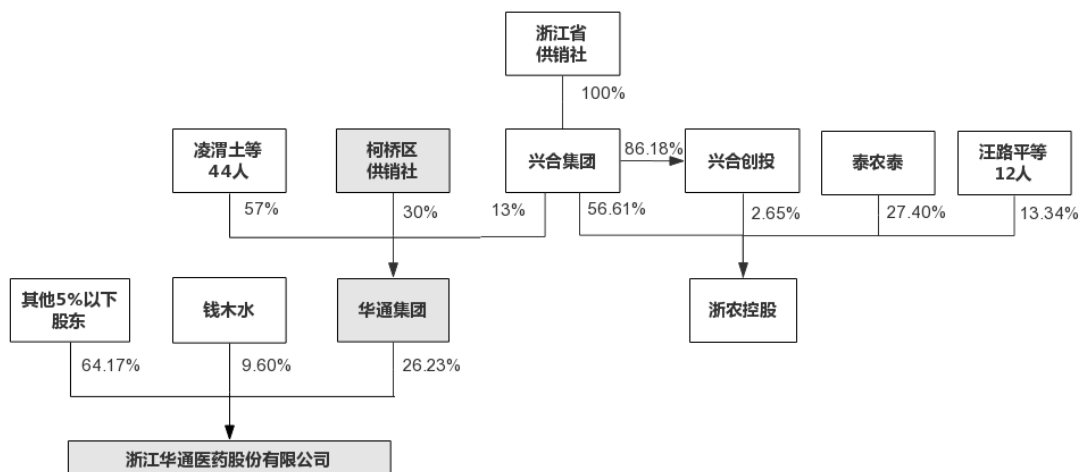 浙江省
供销社
100%
凌渭土等
44人
柯桥区
供销社
兴合集团
86.18%
兴合创投
泰农泰
汪路平等
12人
57%
30%
13%
56.61%
2.65%
27.40%
13.34%
其他5%以下
股东
钱木水
华通集团
浙农控股
64.17%
9.60%
26.23%
浙江华通医药股份有限公司